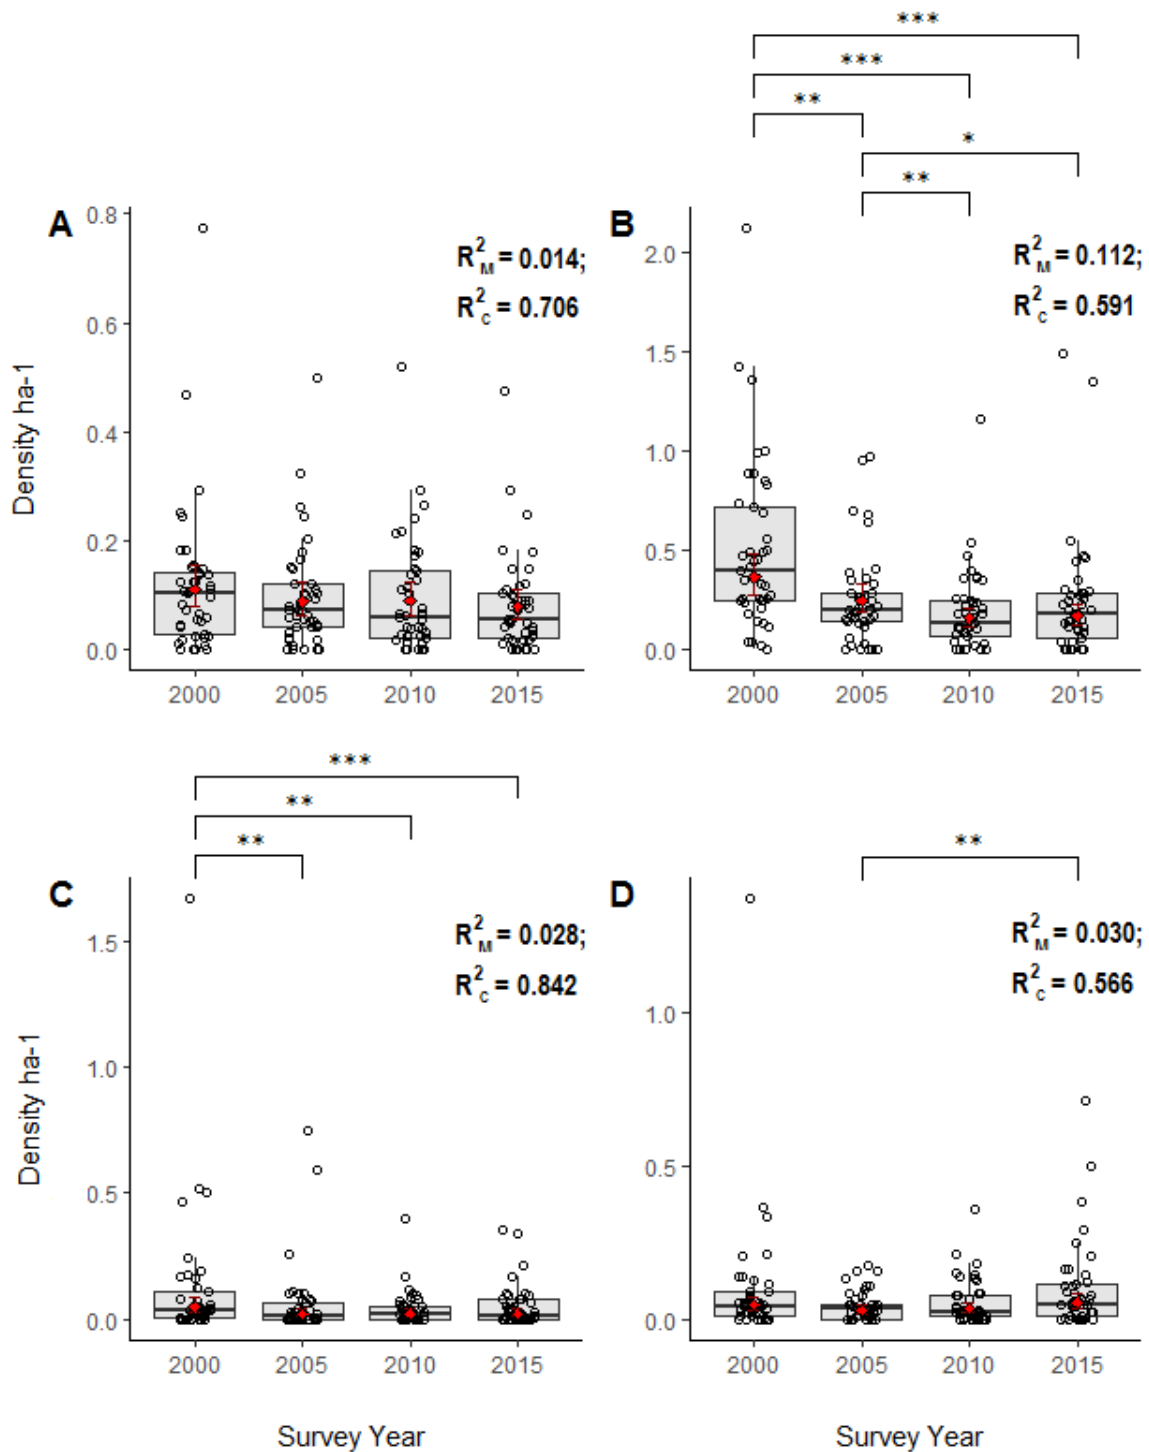 ***
***
**
*
**
A
0.8
0.6
0.4
0.2
0.0
Density ha-1
R²M = 0.014;
R²c = 0.706
2000 2005 2010 2015
B
2.0
1.5
1.0
0.5
0.0
R²M = 0.112;
R²c = 0.591
2000 2005 2010 2015
***
**
**
C
1.5
1.0
0.5
0.0
Density ha-1
R²M = 0.028;
R²c = 0.842
2000 2005 2010 2015
Survey Year
**
D
1.0
0.5
0.0
R²M = 0.030;
R²c = 0.566
2000 2005 2010 2015
Survey Year